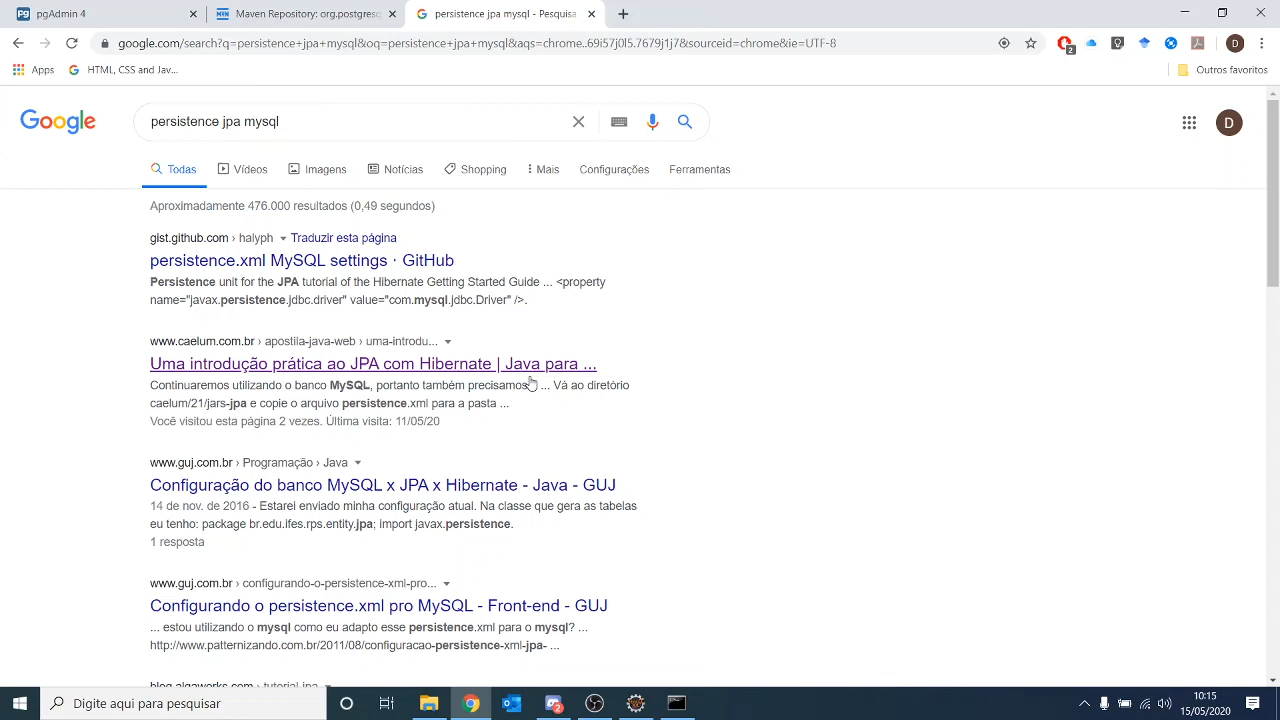 pgAdmin 4
Maven Repository: org.postgresq
persistence jpa mysql - Pesquisa
google.com/search?q=persistence+jpa+mysql&oq=persistence+jpa+mysql&aqs=chrome..69i57j0l5.7679j1j7&sourceid=chrome&ie=UTF-8
2
D
Apps
HTML, CSS and Jav...
Outros favoritos
Google
persistence jpa mysql
D
Todas
Vídeos
Imagens
Notícias
Shopping
Mais
Configurações
Ferramentas
Aproximadamente 476.000 resultados (0,49 segundos)
gist.github.com › halyph Traduzir esta página
persistence.xml MySQL settings · GitHub
Persistence unit for the JPA tutorial of the Hibernate Getting Started Guide ... <property
name="javax.persistence.jdbc.driver" value="com.mysql.jdbc.Driver" />.
www.caelum.com.br › apostila-java-web › uma-introdu...
Uma introdução prática ao JPA com Hibernate | Java para ...
Continuaremos utilizando o banco MySQL, portanto também precisamos ... Vá ao diretório
caelum/21/jars-jpa e copie o arquivo persistence.xml para a pasta ...
Você visitou esta página 2 vezes. Última visita: 11/05/20
www.guj.com.br › Programação › Java
Configuração do banco MySQL x JPA x Hibernate - Java - GUJ
14 de nov. de 2016 - Estarei enviado minha configuração atual. Na classe que gera as tabelas
eu tenho: package br.edu.ifes.rps.entity.jpa; import javax.persistence.
1 resposta
www.guj.com.br › configurando-o-persistence-xml-pro...
Configurando o persistence.xml pro MySQL - Front-end - GUJ
... estou utilizando o mysql como eu adapto esse persistence.xml para o mysql? ...
http://www.patternizando.com.br/2011/08/configuracao-persistence-xml-jpa- ...
blog.algaworks.com › tutorial-jpa
Digite aqui para pesquisar
10:15
15/05/2020